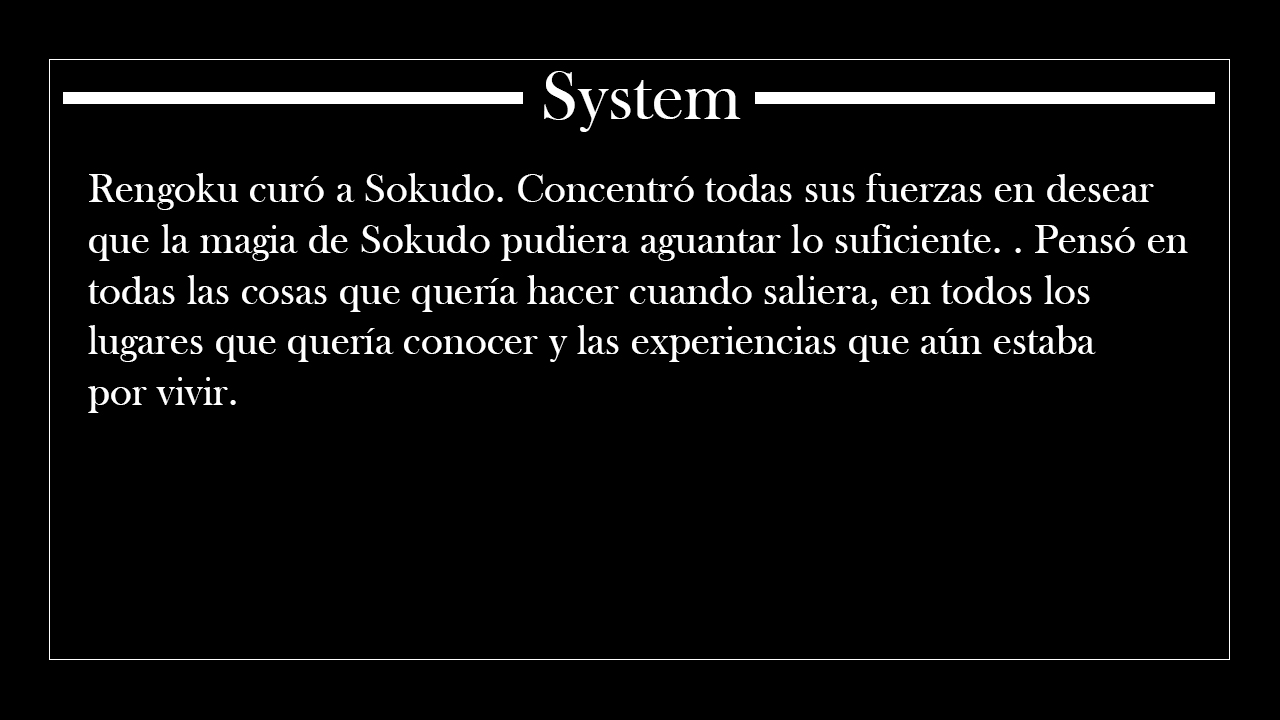 System
Rengoku curó a Sokudo. Concentró todas sus fuerzas en desear
que la magia de Sokudo pudiera aguantar lo suficiente. . Pensó en
todas las cosas que quería hacer cuando saliera, en todos los
lugares que quería conocer y las experiencias que aún estaba
por vivir.